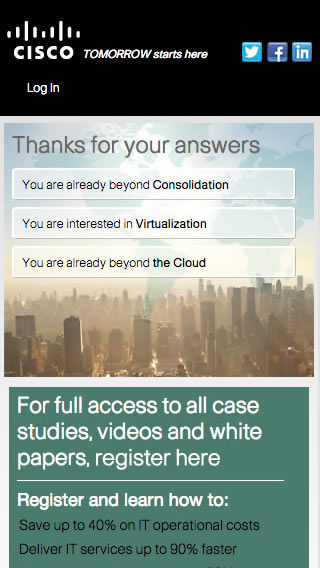 CISCO TOMORROW starts here
Log In
Thanks for your answers
You are already beyond Consolidation
You are interested in Virtualization
You are already beyond the Cloud
For full access to all case
studies, videos and white
papers, register here
Register and learn how to:
Save up to 40% on IT operational costs
Deliver IT services up to 90% faster